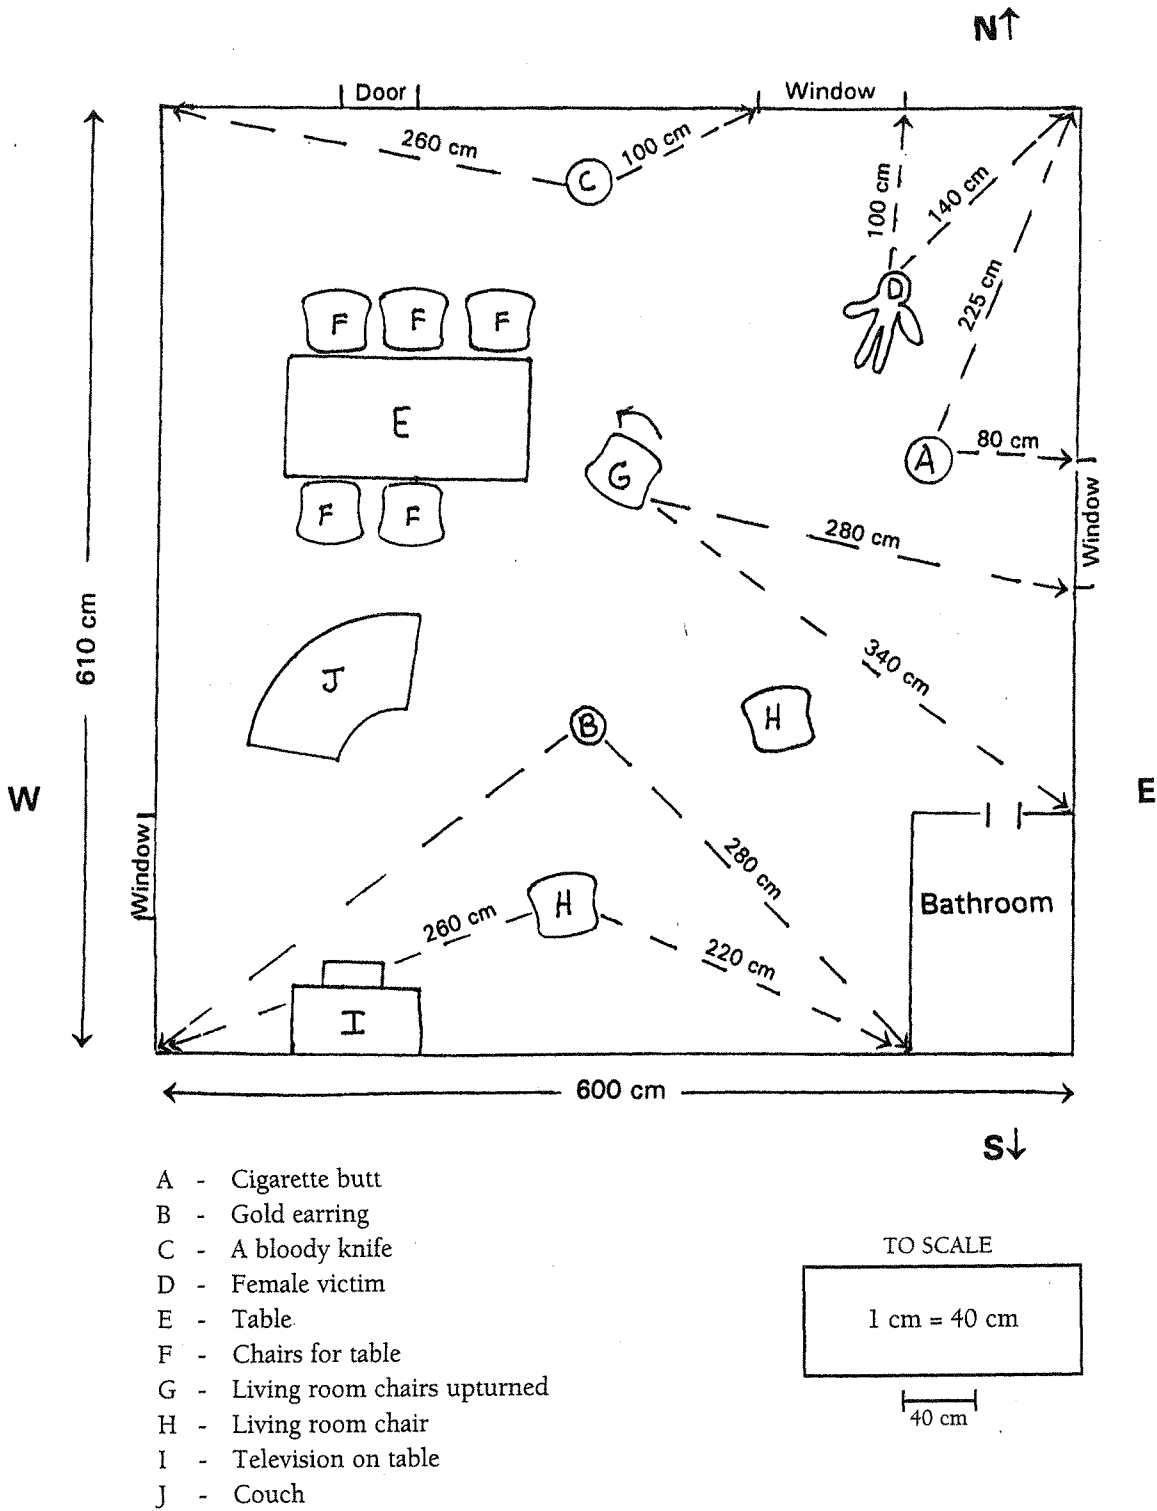 N↑
Door
Window
260 cm
100 cm
C
100 cm
140 cm
D
225 cm
F F F
E
G
A
80 cm
F F
280 cm
Window
610 cm
340 cm
J
B
H
W
E
Window
280 cm
H
Bathroom
260 cm
220 cm
I
600 cm
S↓
A - Cigarette butt
B - Gold earring
C - A bloody knife
D - Female victim
E - Table
F - Chairs for table
G - Living room chairs upturned
H - Living room chair
I - Television on table
J - Couch
TO SCALE
1 cm = 40 cm
40 cm